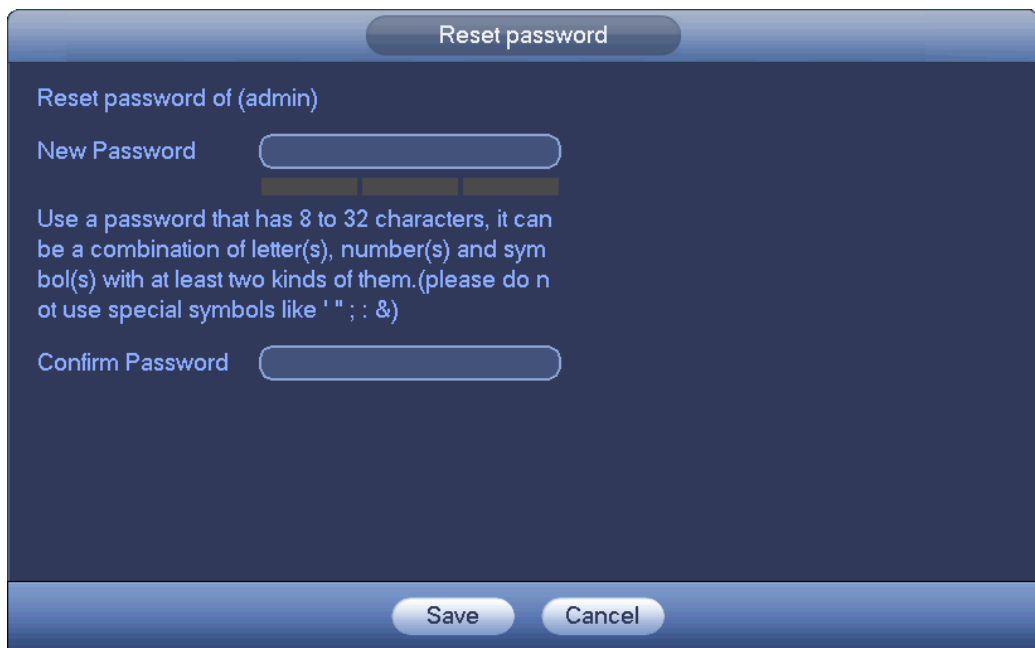 Reset password
Reset password of (admin)
New Password
Use a password that has 8 to 32 characters, it can
be a combination of letter(s), number(s) and sym
bol(s) with at least two kinds of them.(please do n
ot use special symbols like ' " ; : &)
Confirm Password
Save Cancel